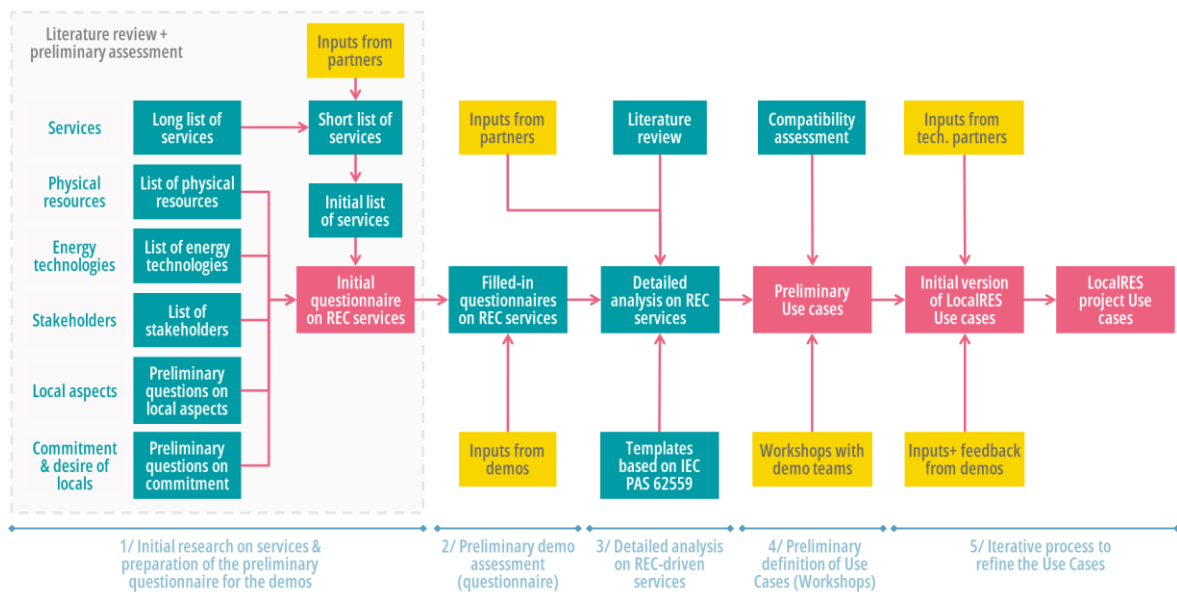 Literature review +
preliminary assessment
Inputs from
partners
Services
Long list of
services
Short list of
services
Inputs from
partners
Literature
review
Compatibility
assessment
Inputs from
tech. partners
Physical
resources
List of physical
resources
Initial list
of services
Energy
technologies
List of energy
technologies
Initial
questionnaire
on REC services
Filled-in
questionnaires
on REC services
Detailed
analysis on REC
services
Preliminary
Use cases
Initial version
of LocalRES
Use cases
LocalRES
project Use
cases
Stakeholders
List of
stakeholders
Local aspects
Preliminary
questions on
local aspects
Commitment
& desire of
locals
Preliminary
questions on
commitment
Inputs from
demos
Templates
based on IEC
PAS 62559
Workshops with
demo teams
Inputs+ feedback
from demos
1/ Initial research on services &
preparation of the preliminary
questionnaire for the demos
2/ Preliminary demo
assessment
(questionnaire)
3/ Detailed analysis
on REC-driven
services
4/ Preliminary
definition of Use
Cases (Workshops)
5/ Iterative process to
refine the Use Cases